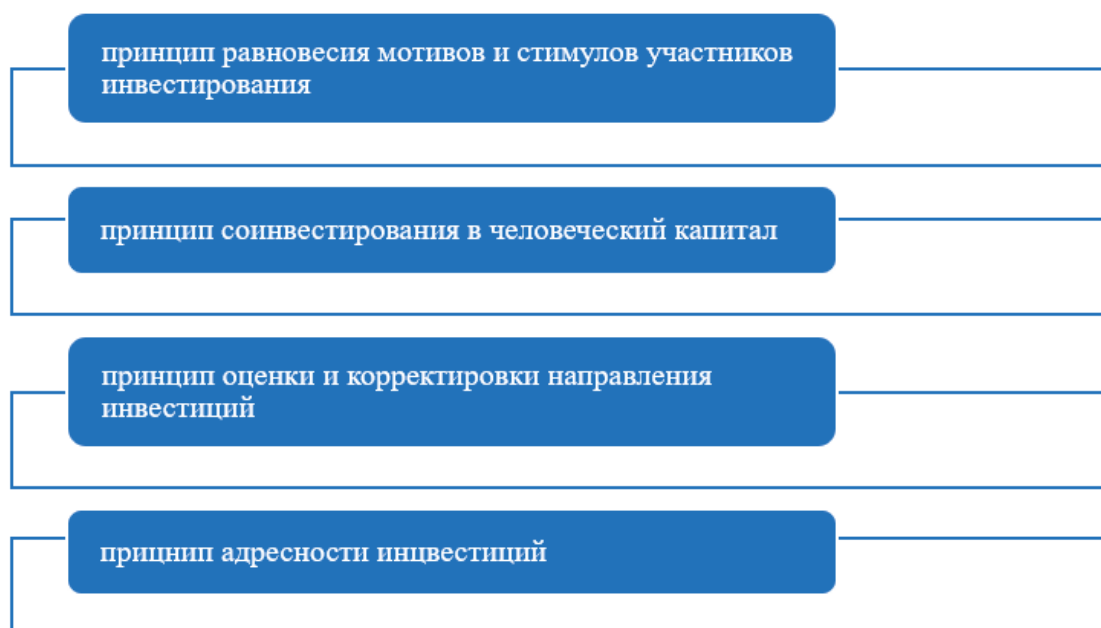 принцип равновесия мотивов и стимулов участников
инвестирования
принцип соинвестирования в человеческий капитал
принцип оценки и корректировки направления
инвестиций
прицнип адресности инцвестиций